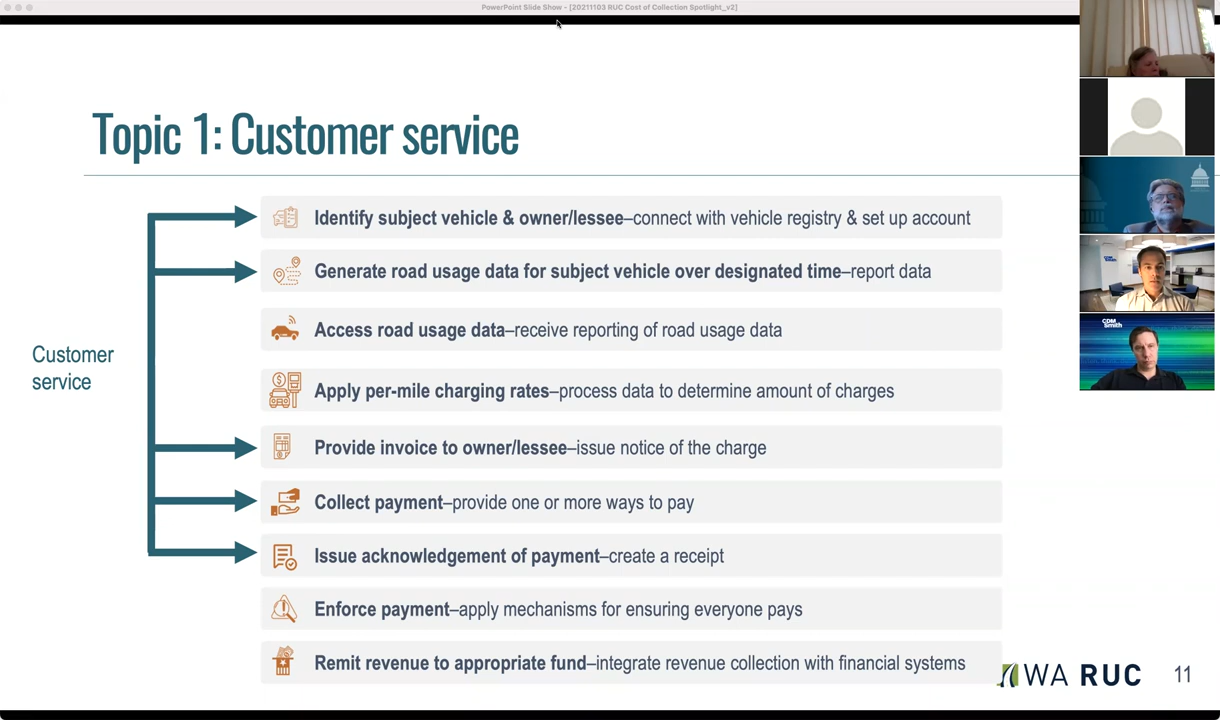 PowerPoint Slide Show - [20211103 RUC Cost of Collection Spotlight_v2]
Topic 1: Customer service
Customer
service
Identify subject vehicle & owner/lessee–connect with vehicle registry & set up account
Generate road usage data for subject vehicle over designated time–report data
Access road usage data–receive reporting of road usage data
Apply per-mile charging rates–process data to determine amount of charges
Provide invoice to owner/lessee–issue notice of the charge
Collect payment–provide one or more ways to pay
Issue acknowledgement of payment–create a receipt
Enforce payment–apply mechanisms for ensuring everyone pays
Remit revenue to appropriate fund–integrate revenue collection with financial systems
WA RUC
11
CDM
Smith